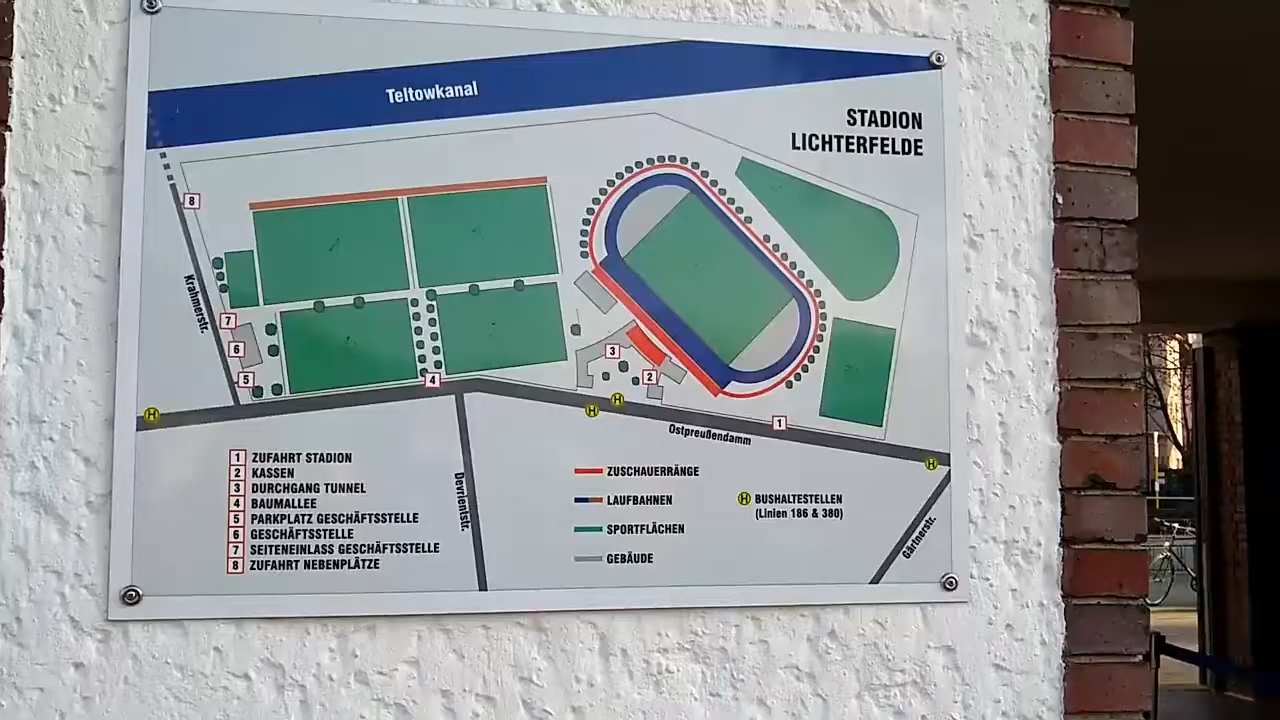 Teltowkanal
STADION
LICHTERFELDE
8
Krahmerstr.
7
6
5
4
3
2
1
H
H
H
H
Ostpreußendamm
Devrientstr.
Gärtnerstr.
1 ZUFAHRT STADION
2 KASSEN
3 DURCHGANG TUNNEL
4 BAUMALLEE
5 PARKPLATZ GESCHÄFTSSTELLE
6 GESCHÄFTSSTELLE
7 SEITENEINLASS GESCHÄFTSSTELLE
8 ZUFAHRT NEBENPLÄTZE
ZUSCHAUERRÄNGE
LAUFBAHNEN
SPORTFLÄCHEN
GEBÄUDE
H BUSHALTESTELLEN
(Linien 186 & 380)